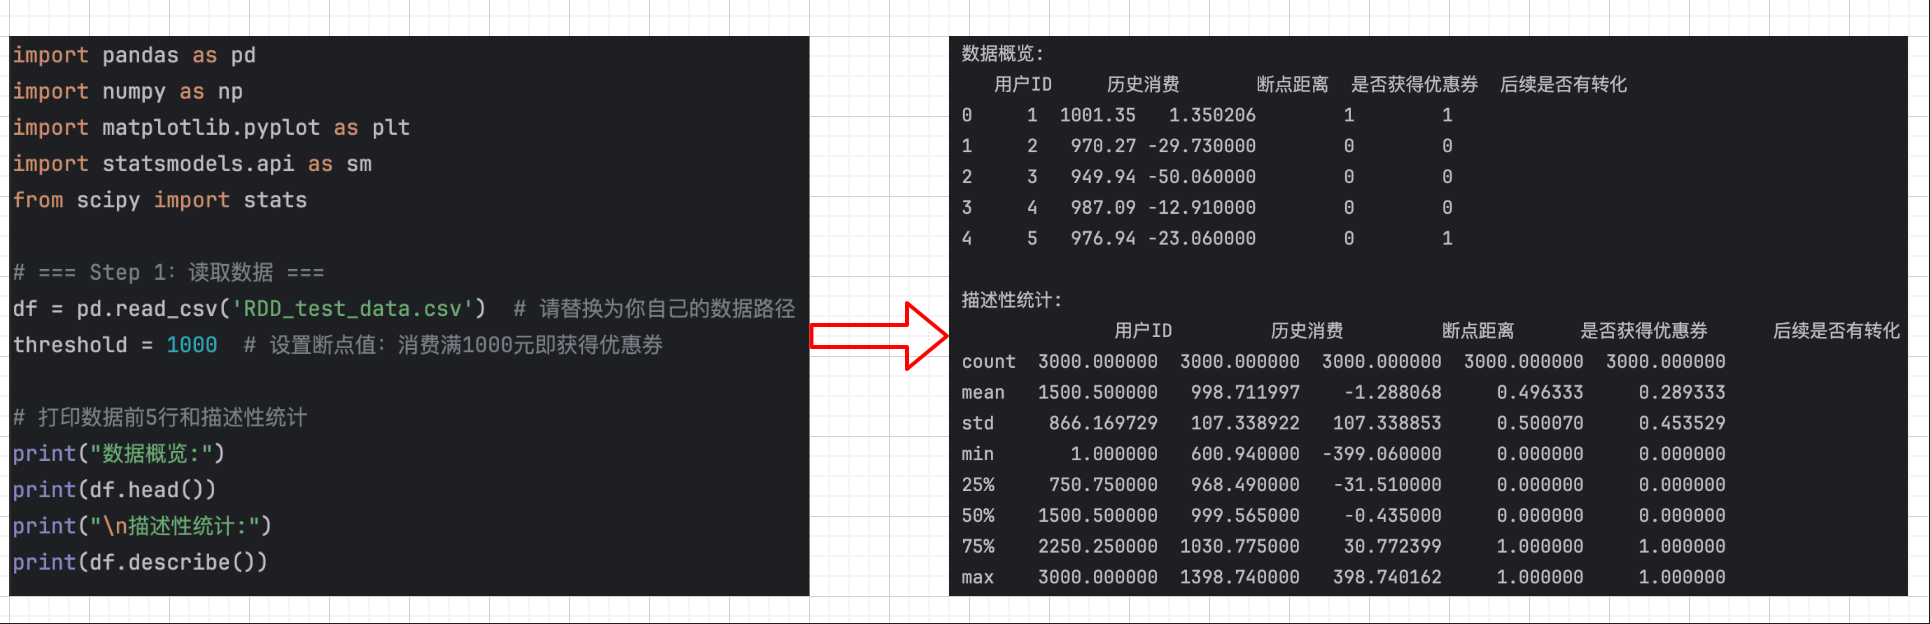 import pandas as pd
import numpy as np
import matplotlib.pyplot as plt
import statsmodels.api as sm
from scipy import stats
# === Step 1: 读取数据 ===
df = pd.read_csv('RDD_test_data.csv')  # 请替换为你自己的数据路径
threshold = 1000  # 设置断点值：消费满1000元即获得优惠券
# 打印数据前5行和描述性统计
print("数据概览:")
print(df.head())
print("\n描述性统计:")
print(df.describe())
数据概览:
用户ID 历史消费 断点距离 是否获得优惠券 后续是否有转化
0 1 1001.35 1.350206 1 1
1 2 970.27 -29.730000 0 0
2 3 949.94 -50.060000 0 0
3 4 987.09 -12.910000 0 0
4 5 976.94 -23.060000 0 1
描述性统计:
用户ID 历史消费 断点距离 是否获得优惠券 后续是否有转化
count 3000.000000 3000.000000 3000.000000 3000.000000 3000.000000
mean 1500.500000 998.711997 -1.288068 0.496333 0.289333
std 866.169729 107.338922 107.338853 0.500070 0.453529
min 1.000000 600.940000 -399.060000 0.000000 0.000000
25% 750.750000 968.490000 -31.510000 0.000000 0.000000
50% 1500.500000 999.565000 -0.435000 0.000000 0.000000
75% 2250.250000 1030.775000 30.772399 1.000000 1.000000
max 3000.000000 1398.740000 398.740162 1.000000 1.000000